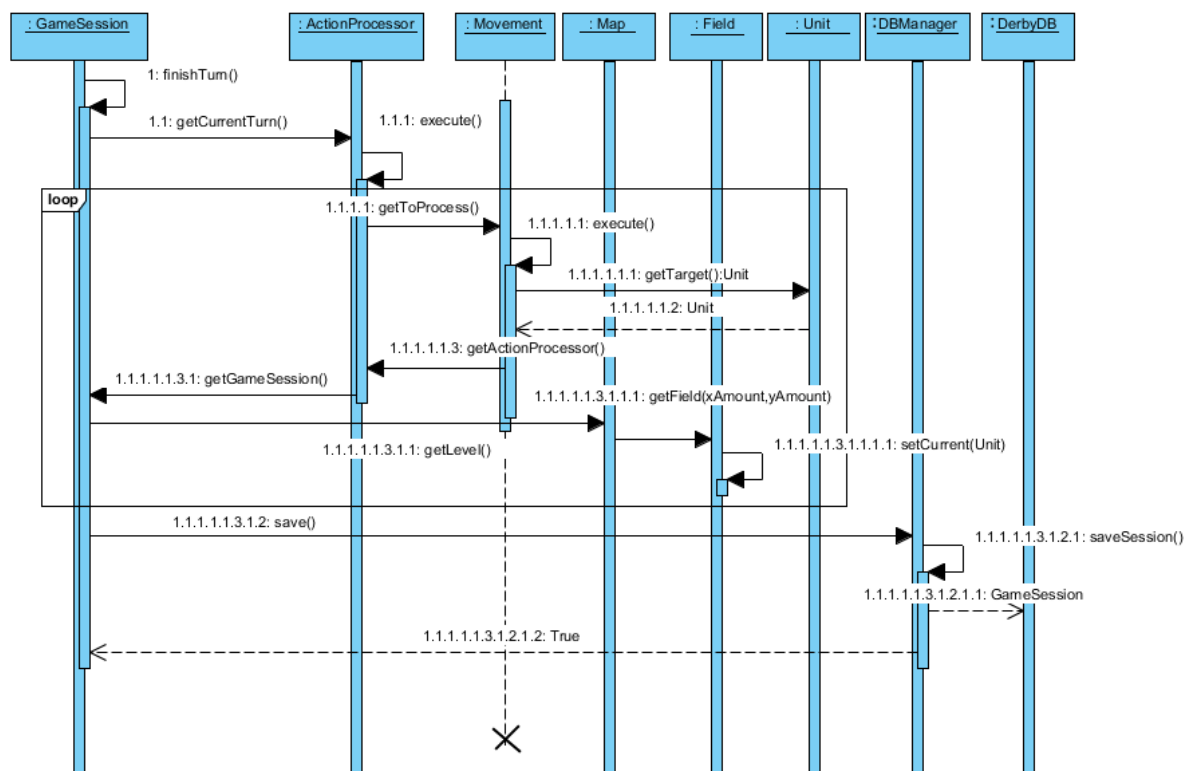 : GameSession
: ActionProcessor
: Movement
: Map
: Field
: Unit
: DBManager
: DerbyDB
1: finishTurn()
1.1: getCurrentTurn()
1.1.1: execute()
loop
1.1.1.1: getToProcess()
1.1.1.1.1: execute()
1.1.1.1.1.1: getTarget():Unit
1.1.1.1.1.2: Unit
1.1.1.1.1.3: getActionProcessor()
1.1.1.1.1.3.1: getGameSession()
1.1.1.1.1.3.1.1.1: getField(xAmount,yAmount)
1.1.1.1.1.3.1.1: getLevel()
1.1.1.1.1.3.1.1.1.1: setCurrent(Unit)
1.1.1.1.1.3.1.2: save()
1.1.1.1.1.3.1.2.1: saveSession()
1.1.1.1.1.3.1.2.1.1: GameSession
1.1.1.1.1.3.1.2.1.2: True